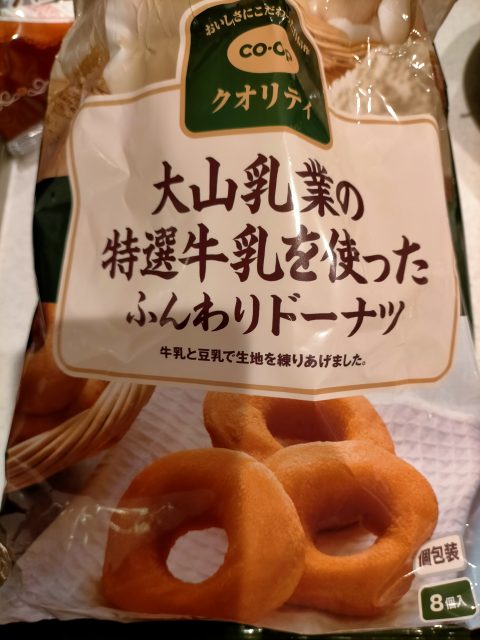 おいしさにこだわ
CO・OP
クオリティ
大山乳業の
特選牛乳を使った
ふんわりドーナツ
牛乳と豆乳で生地を練りあげました。
個包装
8個入